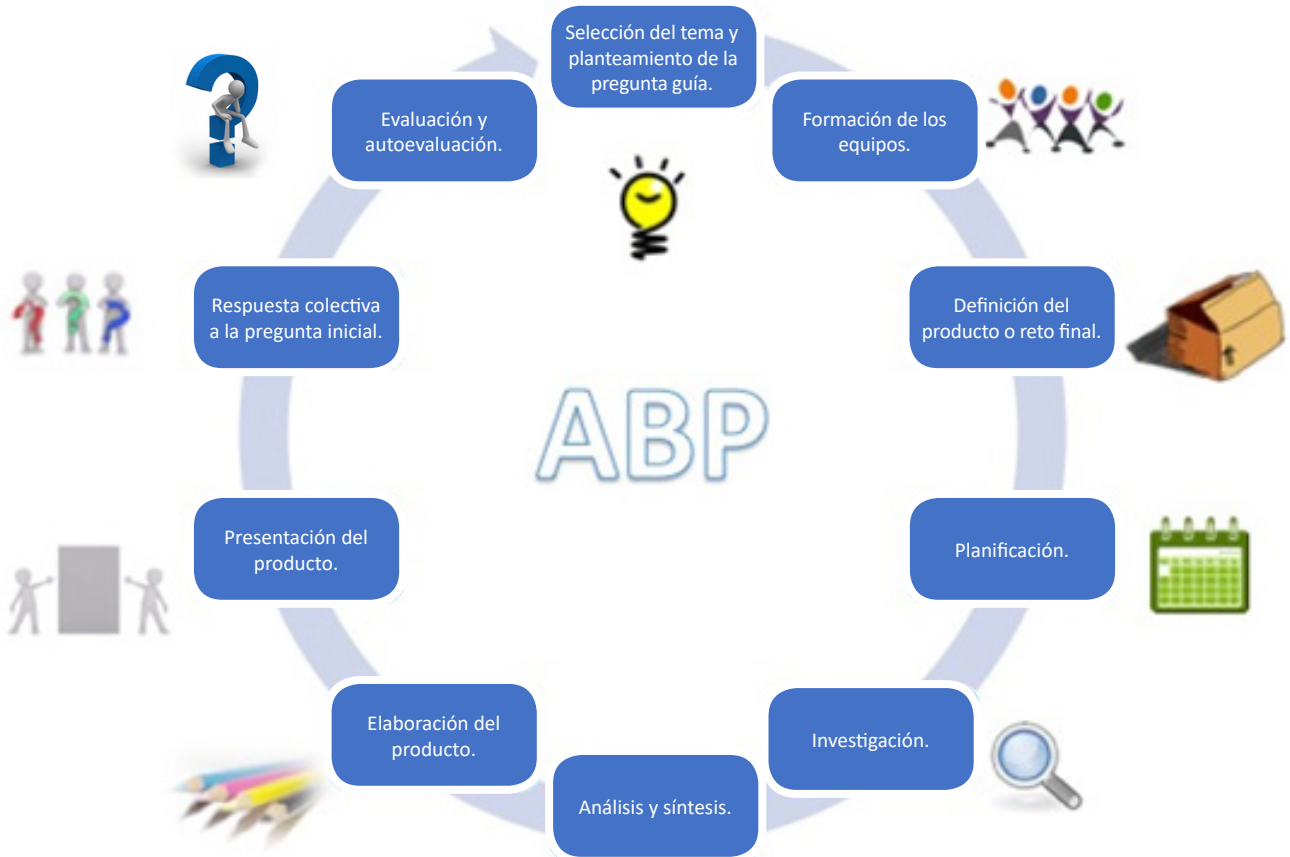 Selección del tema y
planteamiento de la
pregunta guía.
Formación de los
equipos.
Definición del
producto o reto final.
Planificación.
Investigación.
Análisis y síntesis.
Elaboración del
producto.
Presentación del
producto.
Respuesta colectiva
a la pregunta inicial.
Evaluación y
autoevaluación.
ABP